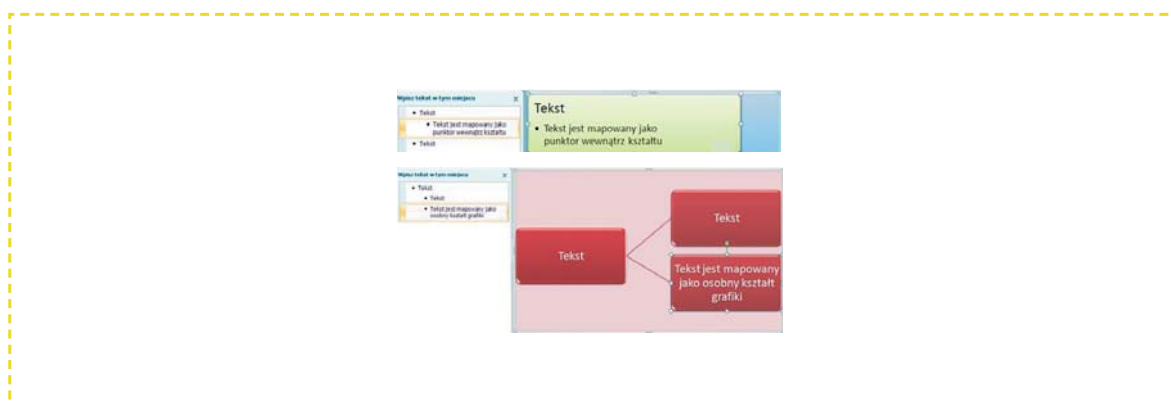 Wpisz tekst w tym miejscu
Tekst
Tekst jest mapowany jako
punktor wewnątrz kształtu
Tekst
Tekst
Tekst jest mapowany jako
punktor wewnątrz kształtu
Wpisz tekst w tym miejscu
Tekst
Tekst
Tekst jest mapowany jako
osobny kształt grafiki
Tekst
Tekst
Tekst jest mapowany
jako osobny kształt
grafiki